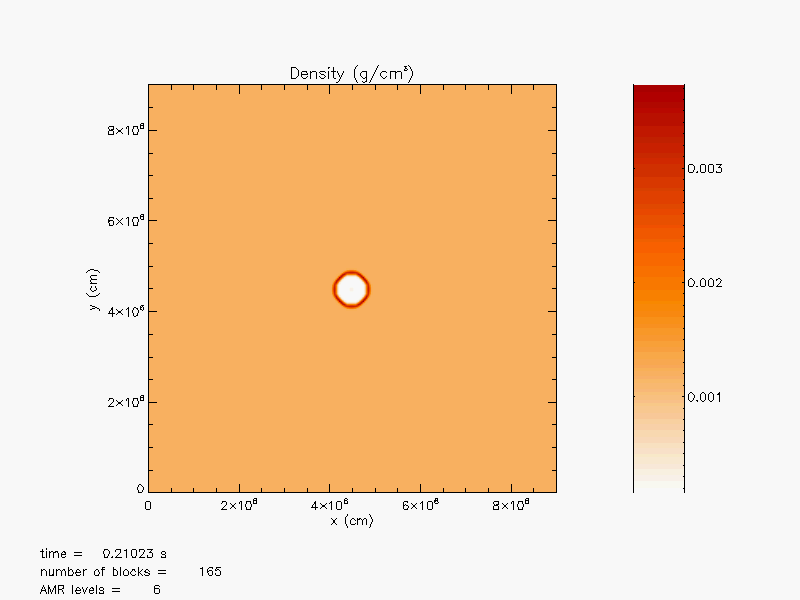 Density (g/cm³)
8×10⁶
6×10⁶
4×10⁶
2×10⁶
0
y (cm)
0 2×10⁶ 4×10⁶ 6×10⁶ 8×10⁶
x (cm)
0.003
0.002
0.001
time = 0.21023 s
number of blocks = 165
AMR levels = 6